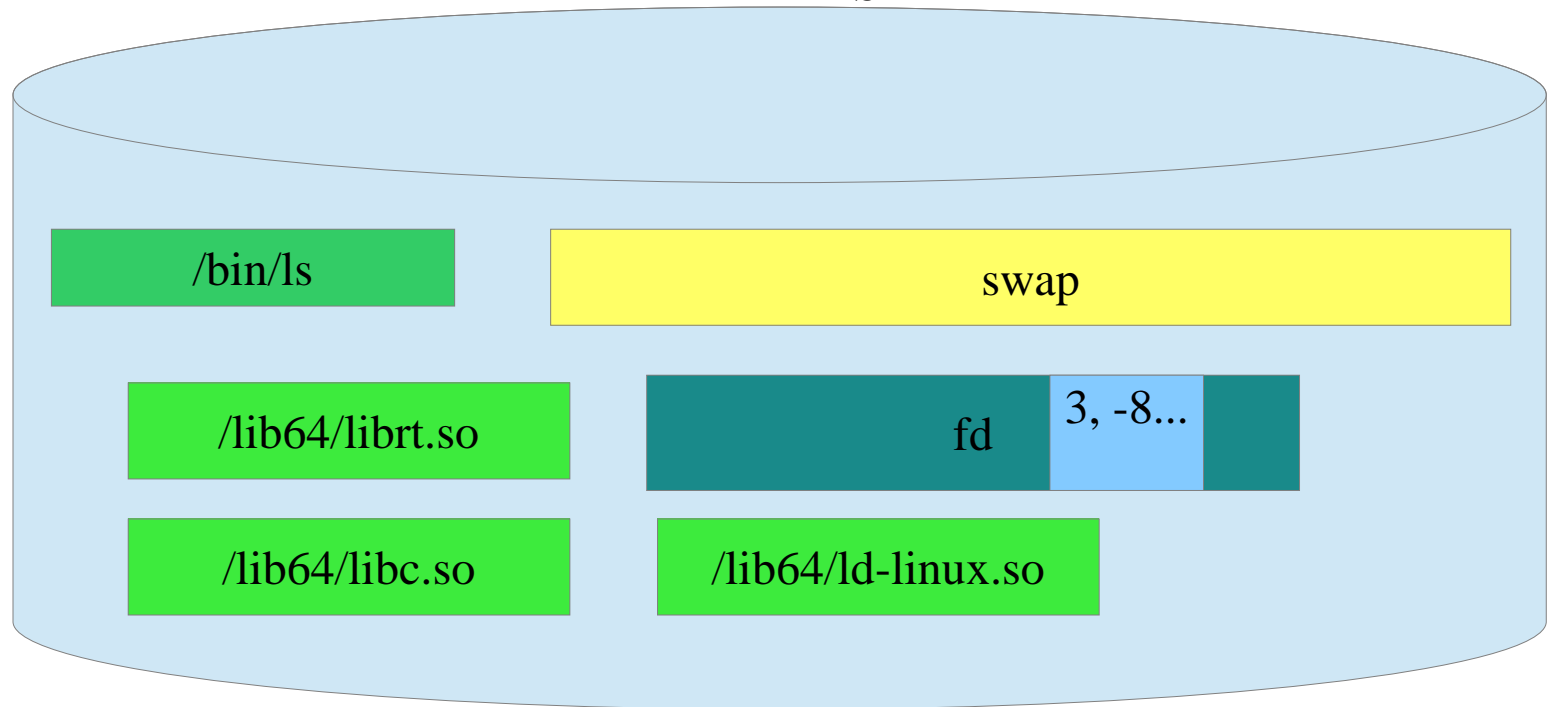 /bin/ls
swap
/lib64/librt.so
fd
3, -8...
/lib64/libc.so
/lib64/ld-linux.so